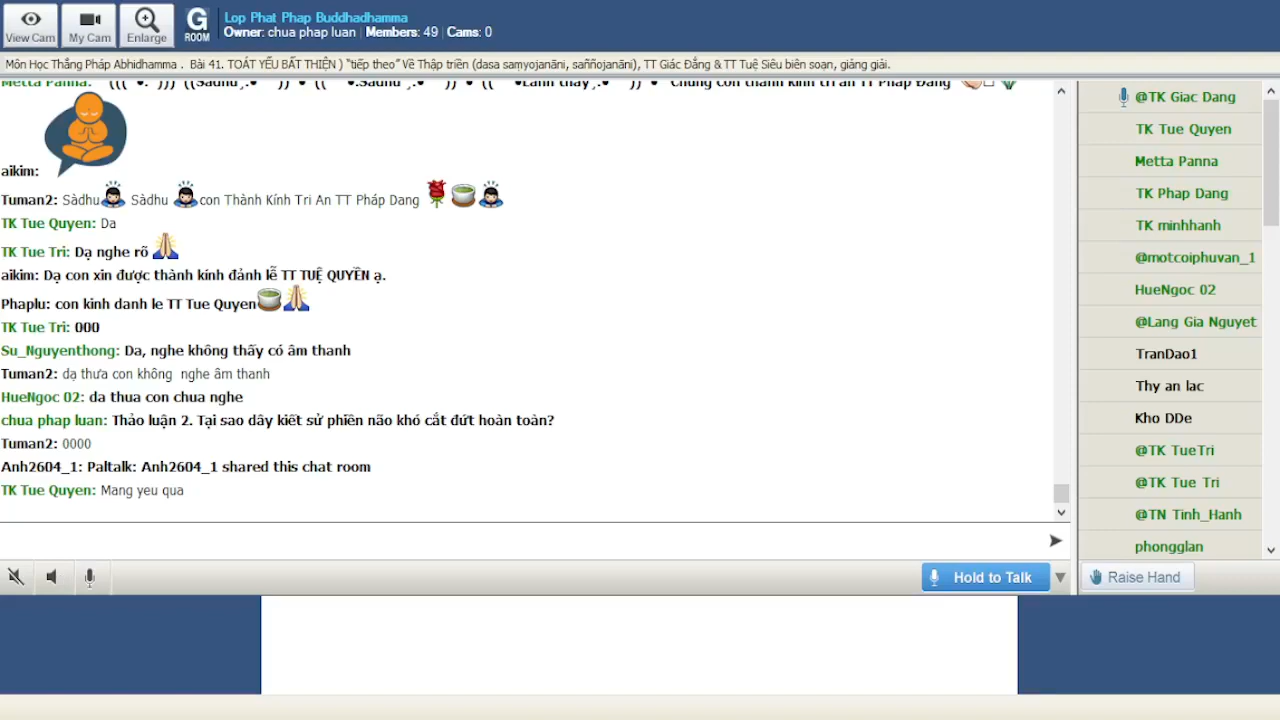 View Cam
My Cam
Enlarge
G
ROOM
Lop Phat Phap Buddhadhamma
Owner: chua phap luan | Members: 49 | Cams: 0
Môn Học Thắng Pháp Abhidhamma . Bài 41. TOÁT YẾU BẤT THIỆN ) "tiếp theo" Về Thập triền (dasa saṃyojanāni, saññojanāni), TT Giác Đẳng & TT Tuệ Siêu biên soạn, giảng giải.
aikim:
Tuman2: Sàdhu Sàdhu con Thành Kính Tri Ân TT Pháp Dang
TK Tue Quyen: Da
TK Tue Tri: Dạ nghe rõ
aikim: Dạ con xin được thành kính đảnh lễ TT TUỆ QUYỀN ạ.
Phaplu: con kinh danh le TT Tue Quyen
TK Tue Tri: 000
Su_Nguyenthong: Da, nghe không thấy có âm thanh
Tuman2: dạ thưa con không nghe âm thanh
HueNgoc 02: da thua con chua nghe
chua phap luan: Thảo luận 2. Tại sao dây kiết sử phiền não khó cắt đứt hoàn toàn?
Tuman2: 0000
Anh2604_1: Paltalk: Anh2604_1 shared this chat room
TK Tue Quyen: Mang yeu qua
Hold to Talk
@TK Giac Dang
TK Tue Quyen
Metta Panna
TK Phap Dang
TK minhhanh
@motcoiphuvan_1
HueNgoc 02
@Lang Gia Nguyet
TranDao1
Thy an lac
Kho DDe
@TK TueTri
@TK Tue Tri
@TN Tinh_Hanh
phongglan
Raise Hand